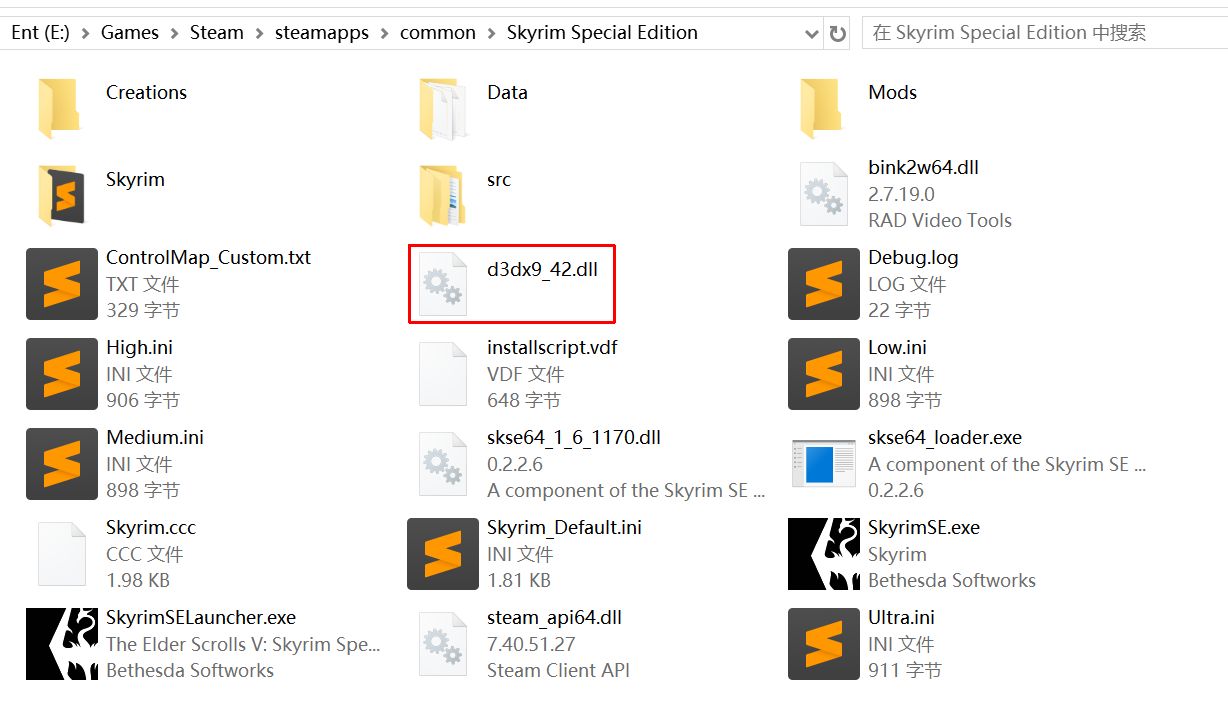 Ent (E:) > Games > Steam > steamapps > common > Skyrim Special Edition
在 Skyrim Special Edition 中搜索
Creations
Data
Mods
Skyrim
src
bink2w64.dll
2.7.19.0
RAD Video Tools
ControlMap_Custom.txt
TXT 文件
329 字节
d3dx9_42.dll
Debug.log
LOG 文件
22 字节
High.ini
INI 文件
906 字节
installscript.vdf
VDF 文件
648 字节
Low.ini
INI 文件
898 字节
Medium.ini
INI 文件
898 字节
skse64_1_6_1170.dll
0.2.2.6
A component of the Skyrim SE ...
skse64_loader.exe
A component of the Skyrim SE ...
0.2.2.6
Skyrim.ccc
CCC 文件
1.98 KB
Skyrim_Default.ini
INI 文件
1.81 KB
SkyrimSE.exe
Skyrim
Bethesda Softworks
SkyrimSELauncher.exe
The Elder Scrolls V: Skyrim Spe...
Bethesda Softworks
steam_api64.dll
7.40.51.27
Steam Client API
Ultra.ini
INI 文件
911 字节